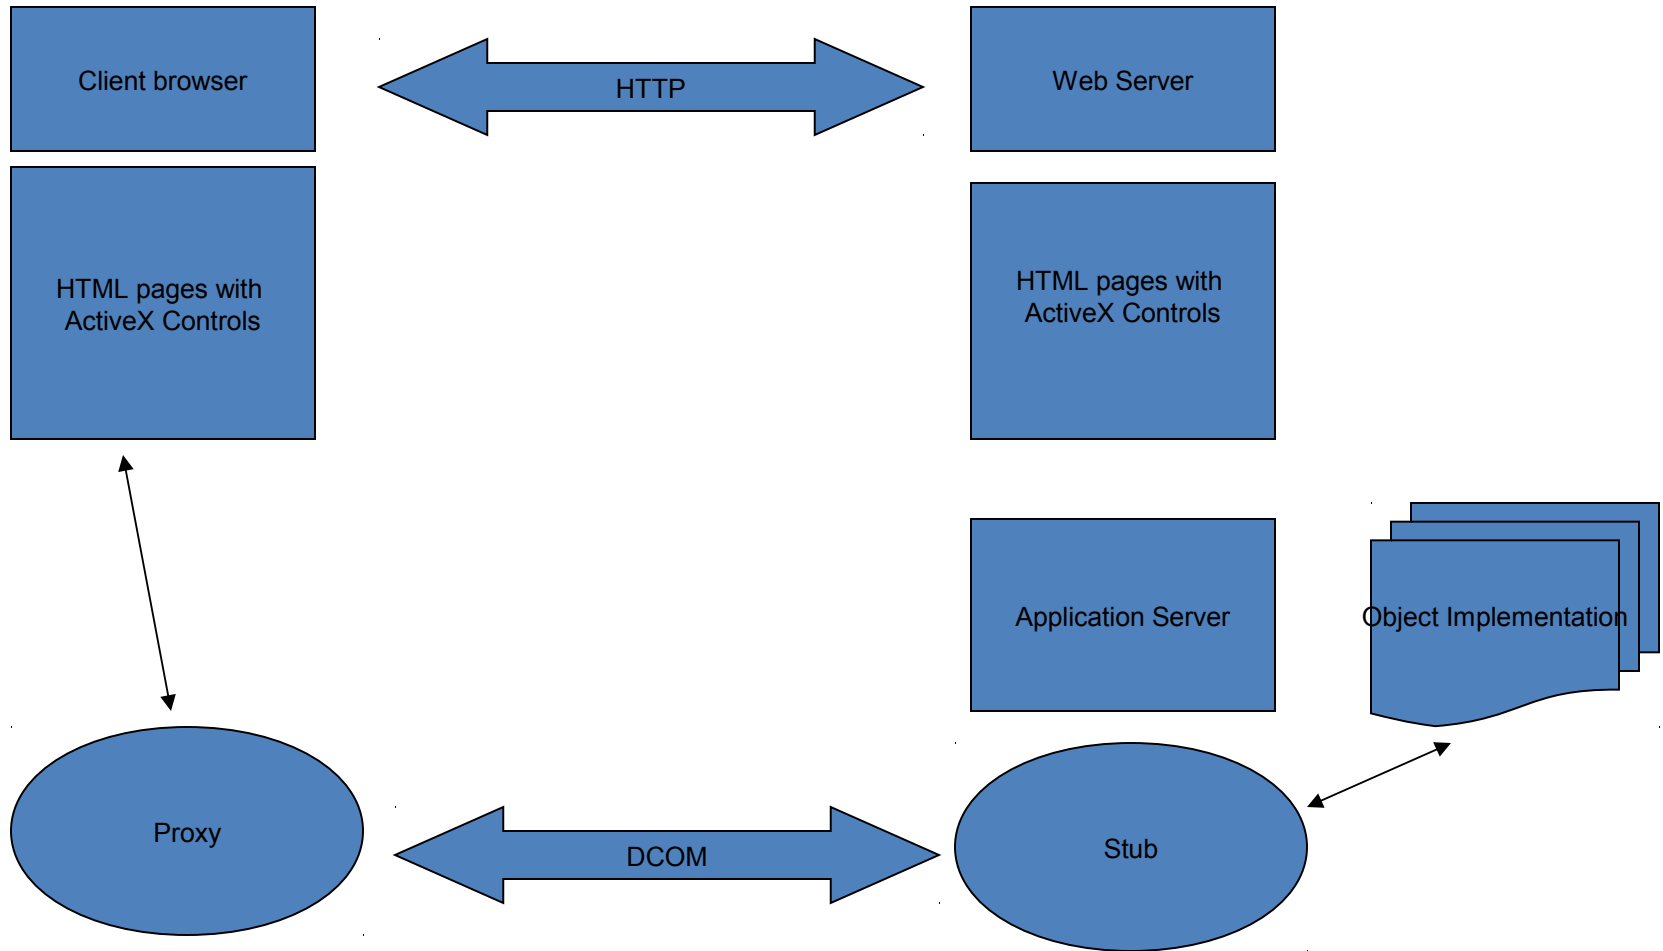 Client browser
HTTP
Web Server
HTML pages with
ActiveX Controls
HTML pages with
ActiveX Controls
Application Server
Object Implementation
Proxy
DCOM
Stub